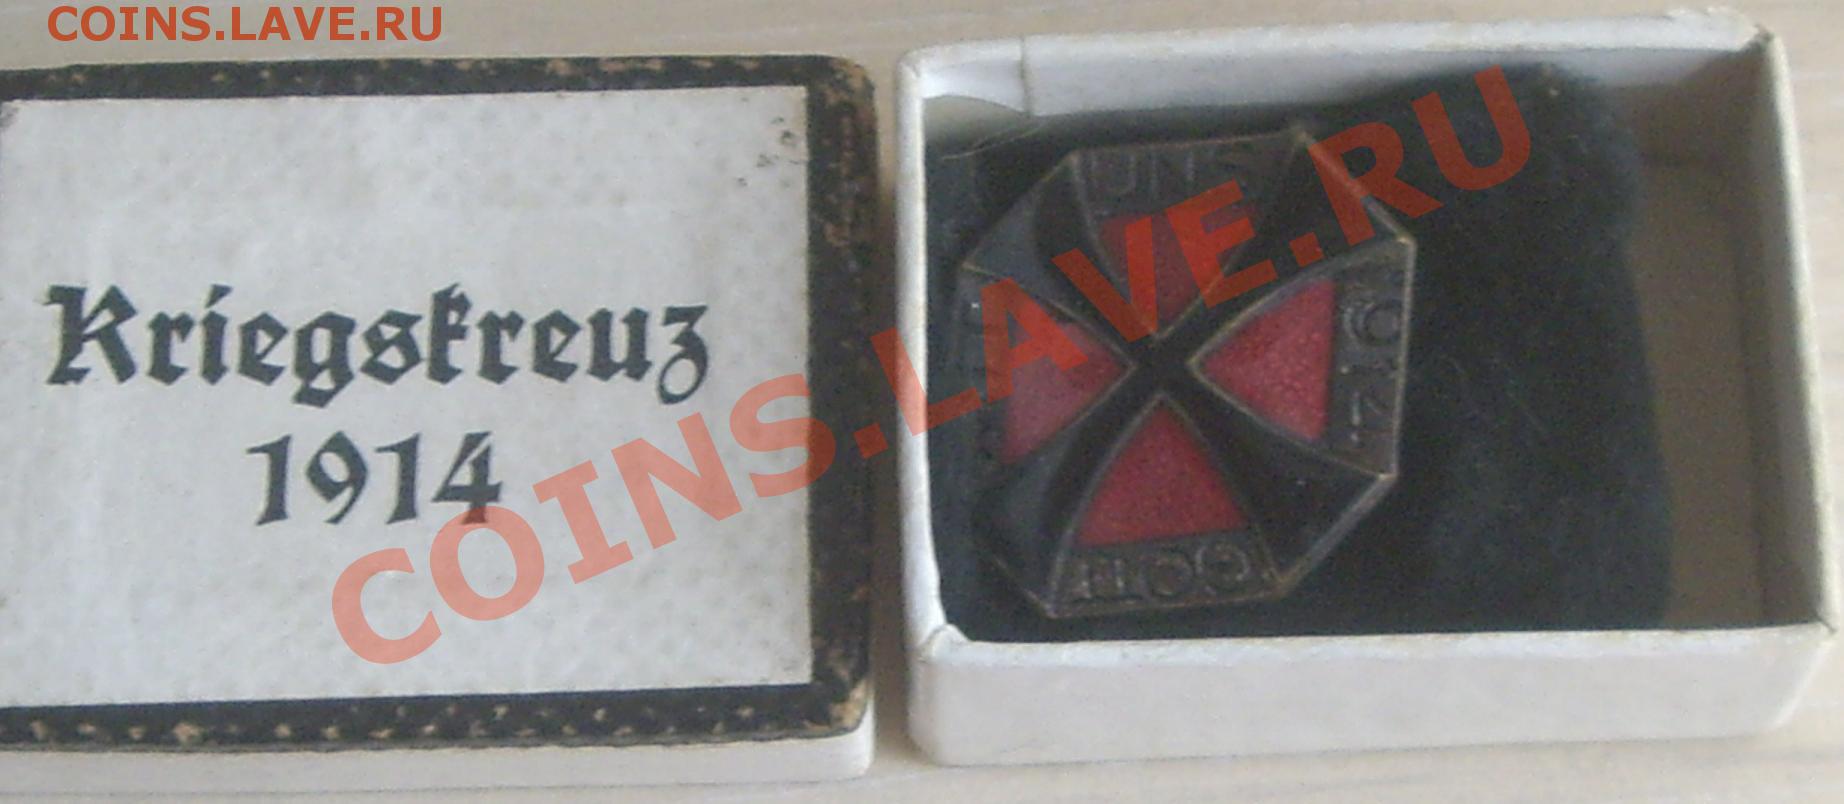 COINS.LAVE.RU
Kriegskreuz
1914
COINS.LAVE.RU
UNS
1914
GOTT